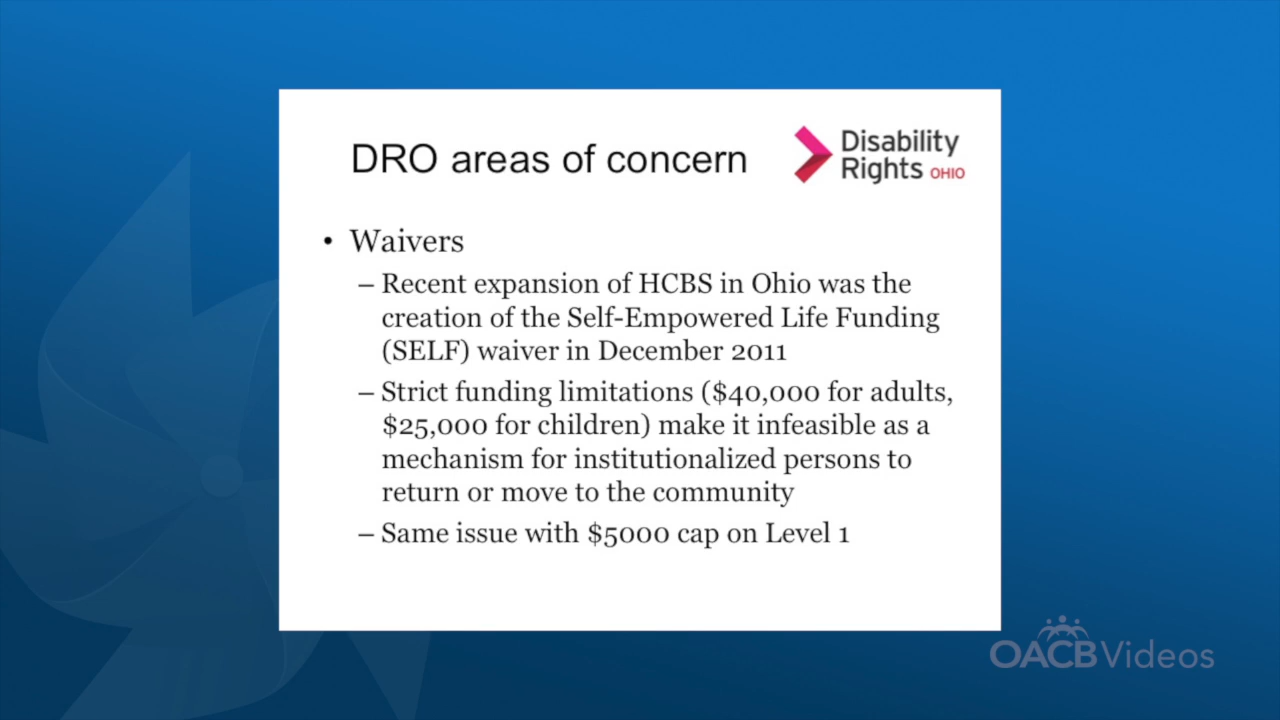 DRO areas of concern
Disability
Rights OHIO
• Waivers
– Recent expansion of HCBS in Ohio was the
creation of the Self-Empowered Life Funding
(SELF) waiver in December 2011
– Strict funding limitations ($40,000 for adults,
$25,000 for children) make it infeasible as a
mechanism for institutionalized persons to
return or move to the community
– Same issue with $5000 cap on Level 1
OACBVideos